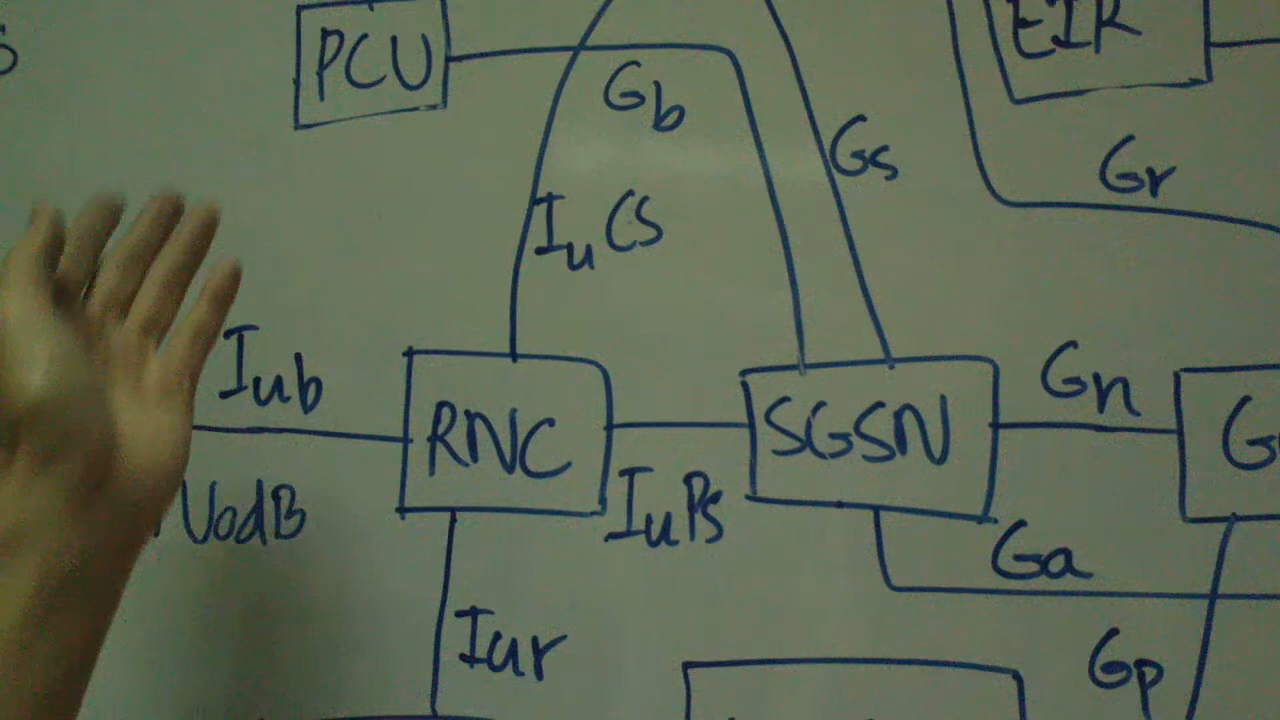 EIR
PCU
Gb
Gs
Gr
IuCS
Iub
Gn
RNC
SGSN
G
NodB
IuPs
Ga
Iur
Gp